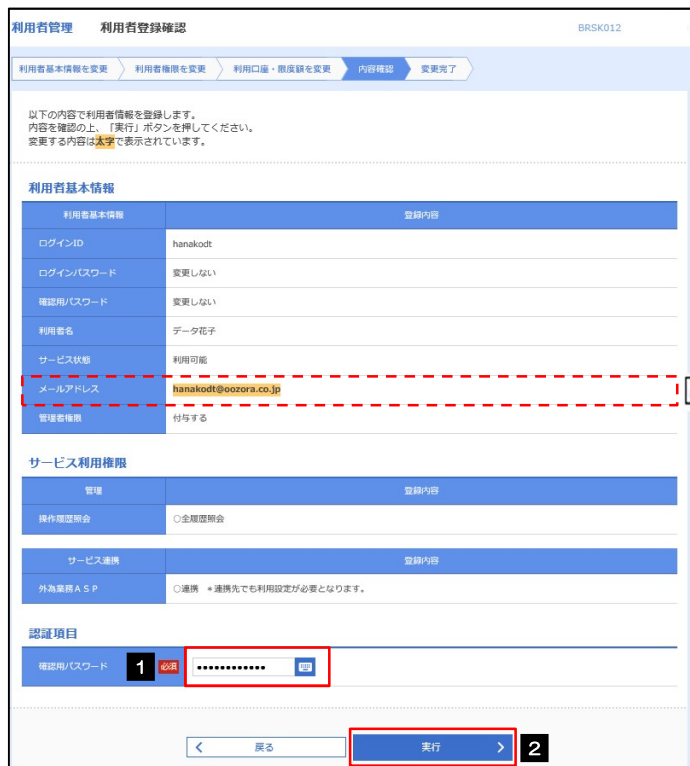 利用者管理 利用者登録確認 BRSK012
利用者基本情報を変更 利用者権限を変更 利用口座・限度額を変更 内容確認 変更完了
以下の内容で利用者情報を登録します。
内容を確認の上、「実行」ボタンを押してください。
変更する内容は太字で表示されています。
利用者基本情報
利用者基本情報 登録内容
ログインID hanakodt
ログインパスワード 変更しない
確認用パスワード 変更しない
利用者名 データ花子
サービス状態 利用可能
メールアドレス hanakodt@oozora.co.jp
管理者権限 付与する
サービス利用権限
管理 登録内容
操作履歴照会 ○全履歴照会
サービス連携 登録内容
外為業務ASP ○連携 *連携先でも利用設定が必要となります。
認証項目
確認用パスワード 1 必須 ••••••••••••
戻る 実行 2